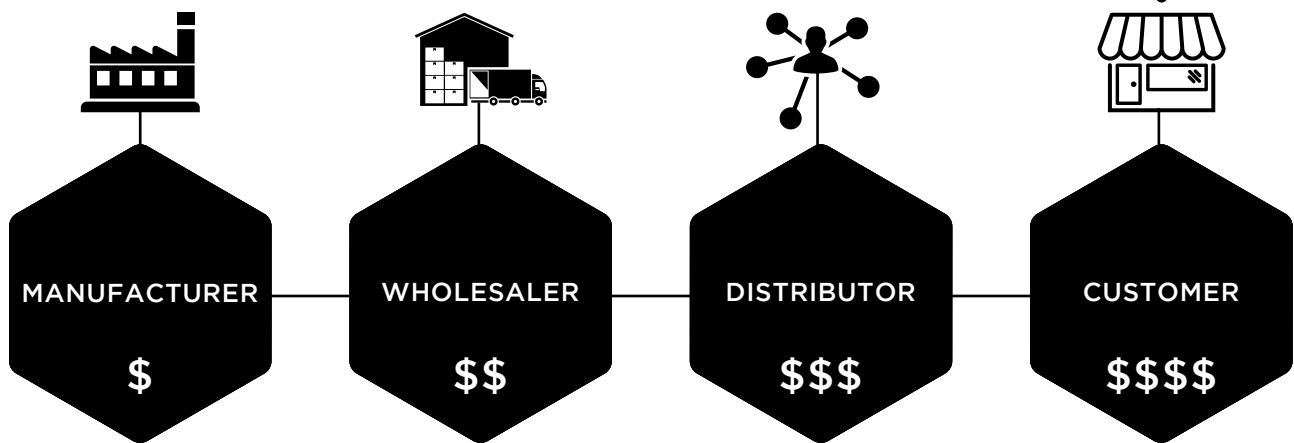 MANUFACTURER
$
WHOLESALER
$$
DISTRIBUTOR
$$$
CUSTOMER
$$$$